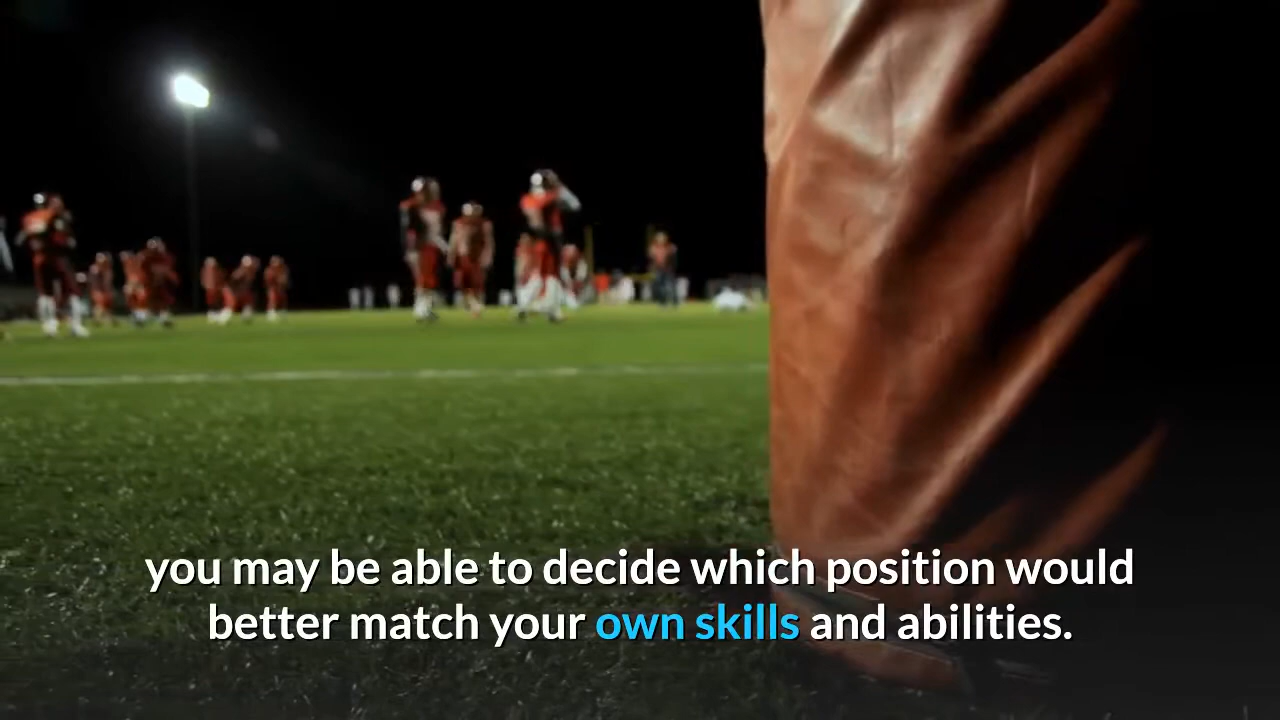 you may be able to decide which position would
better match your own skills and abilities.